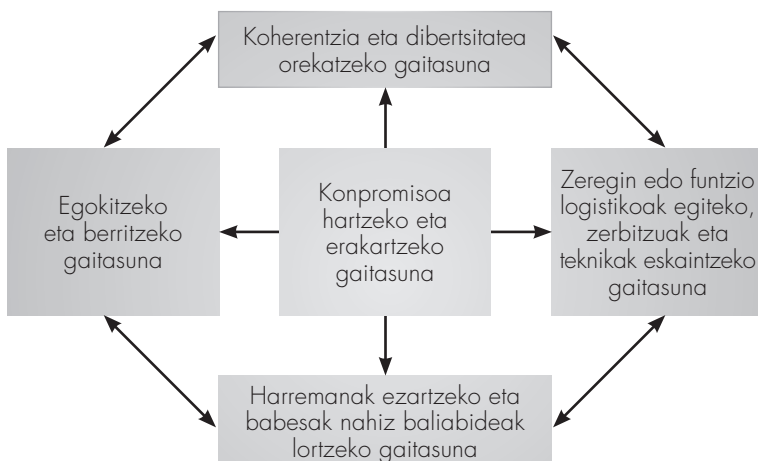 Koherentzia eta dibertsitatea
orekatzeko gaitasuna
Egokitzeko
eta berritzeko
gaitasuna
Konpromisoa
hartzeko eta
erakartzeko
gaitasuna
Zeregin edo funtzio
logistikoak egiteko,
zerbitzuak eta
teknikak eskaintzeko
gaitasuna
Harremanak ezartzeko eta
babesak nahiz baliabideak
lortzeko gaitasuna